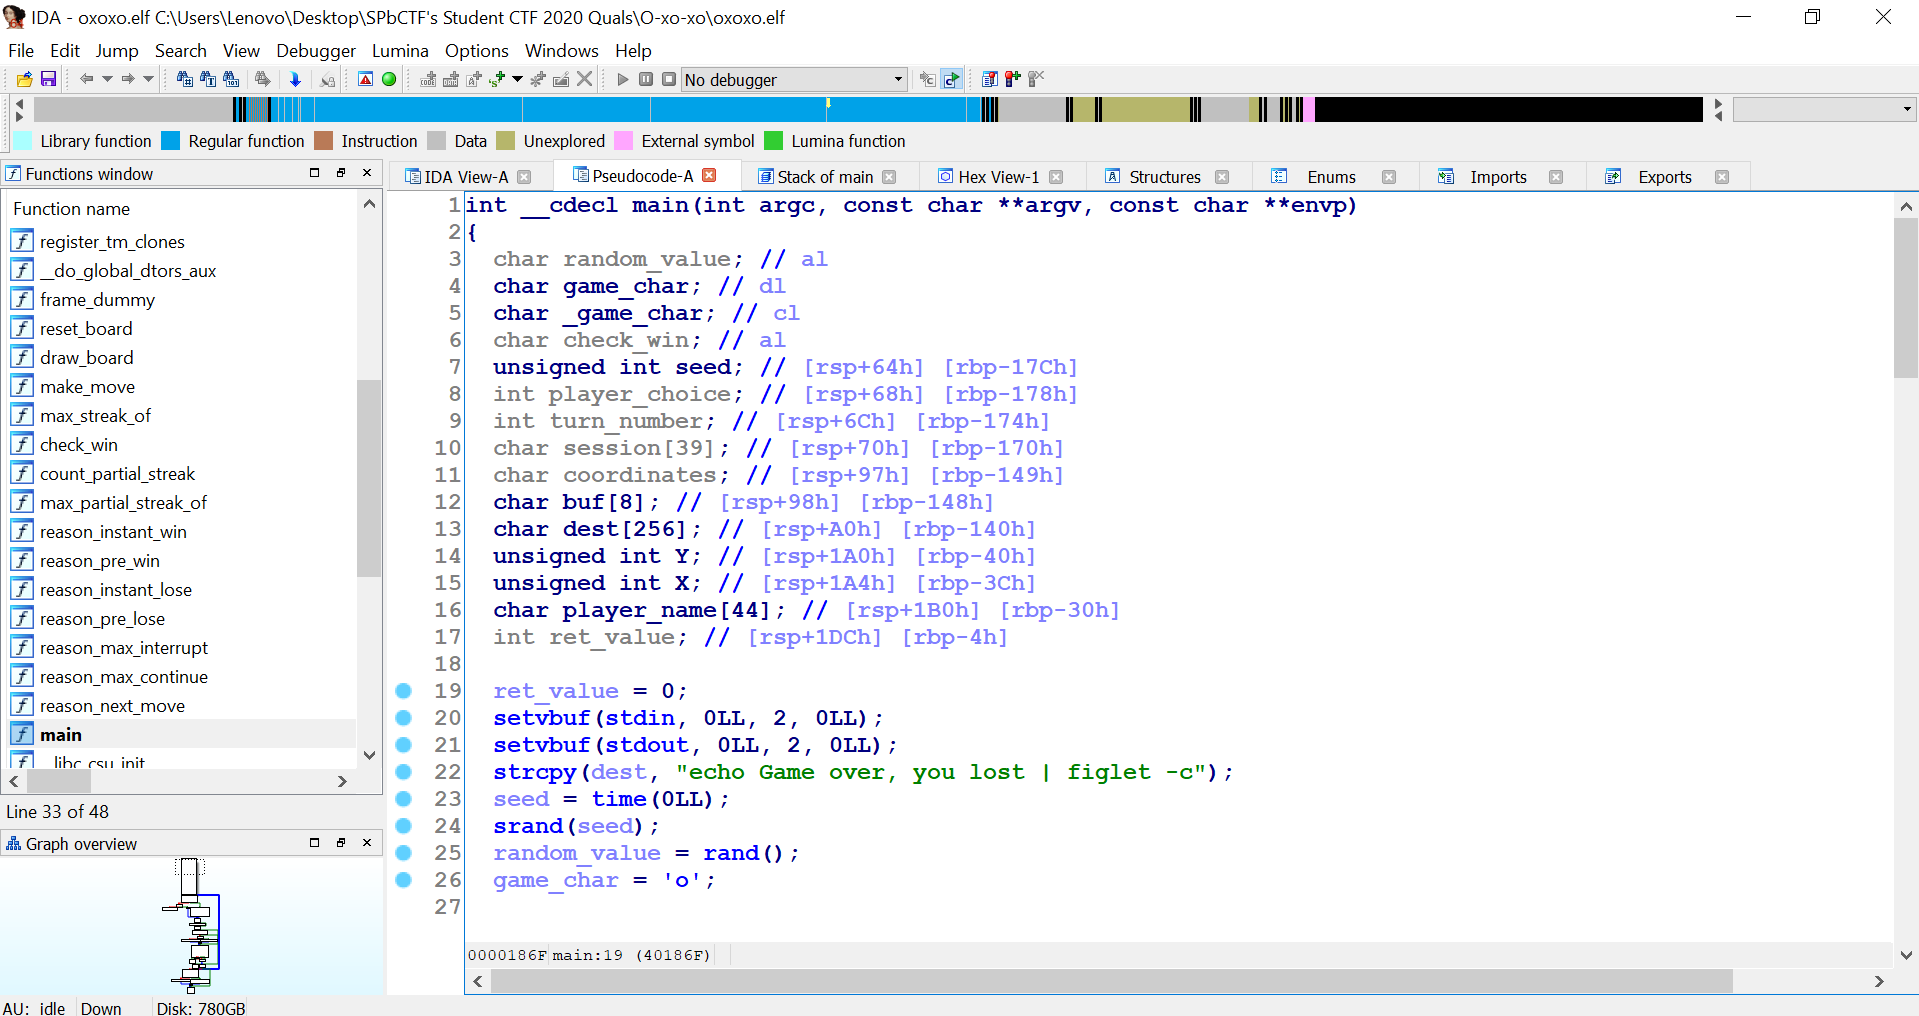 IDA - oxoxo.elf C:\Users\Lenovo\Desktop\SPbCTF's Student CTF 2020 Quals\O-xo-xo\oxoxo.elf
File Edit Jump Search View Debugger Lumina Options Windows Help
No debugger
Library function Regular function Instruction Data Unexplored External symbol Lumina function
Functions window
Function name
register_tm_clones
__do_global_dtors_aux
frame_dummy
reset_board
draw_board
make_move
max_streak_of
check_win
count_partial_streak
max_partial_streak_of
reason_instant_win
reason_pre_win
reason_instant_lose
reason_pre_lose
reason_max_interrupt
reason_max_continue
reason_next_move
main
__libc_csu_init
Line 33 of 48
Graph overview
IDA View-A Pseudocode-A Stack of main Hex View-1 Structures Enums Imports Exports
1 int __cdecl main(int argc, const char **argv, const char **envp)
2 {
3 char random_value; // al
4 char game_char; // dl
5 char _game_char; // cl
6 char check_win; // al
7 unsigned int seed; // [rsp+64h] [rbp-17Ch]
8 int player_choice; // [rsp+68h] [rbp-178h]
9 int turn_number; // [rsp+6Ch] [rbp-174h]
10 char session[39]; // [rsp+70h] [rbp-170h]
11 char coordinates; // [rsp+97h] [rbp-149h]
12 char buf[8]; // [rsp+98h] [rbp-148h]
13 char dest[256]; // [rsp+A0h] [rbp-140h]
14 unsigned int Y; // [rsp+1A0h] [rbp-40h]
15 unsigned int X; // [rsp+1A4h] [rbp-3Ch]
16 char player_name[44]; // [rsp+1B0h] [rbp-30h]
17 int ret_value; // [rsp+1DCh] [rbp-4h]
18
19 ret_value = 0;
20 setvbuf(stdin, 0LL, 2, 0LL);
21 setvbuf(stdout, 0LL, 2, 0LL);
22 strcpy(dest, "echo Game over, you lost | figlet -c");
23 seed = time(0LL);
24 srand(seed);
25 random_value = rand();
26 game_char = 'o';
27
0000186F main:19 (40186F)
AU: idle Down Disk: 780GB